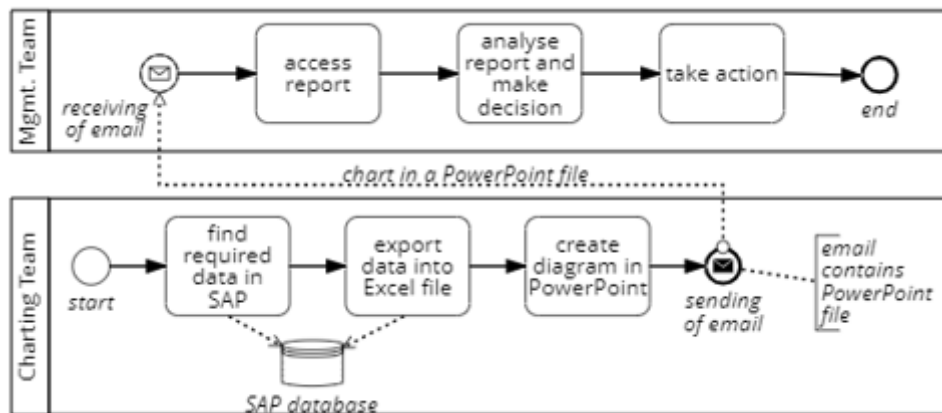 Mgmt. Team
receiving
of email
access
report
analyse
report and
make
decision
take action
end
chart in a PowerPoint file
Charting Team
start
find
required
data in
SAP
export
data into
Excel file
create
diagram in
PowerPoint
sending
of email
email
contains
PowerPoint
file
SAP database